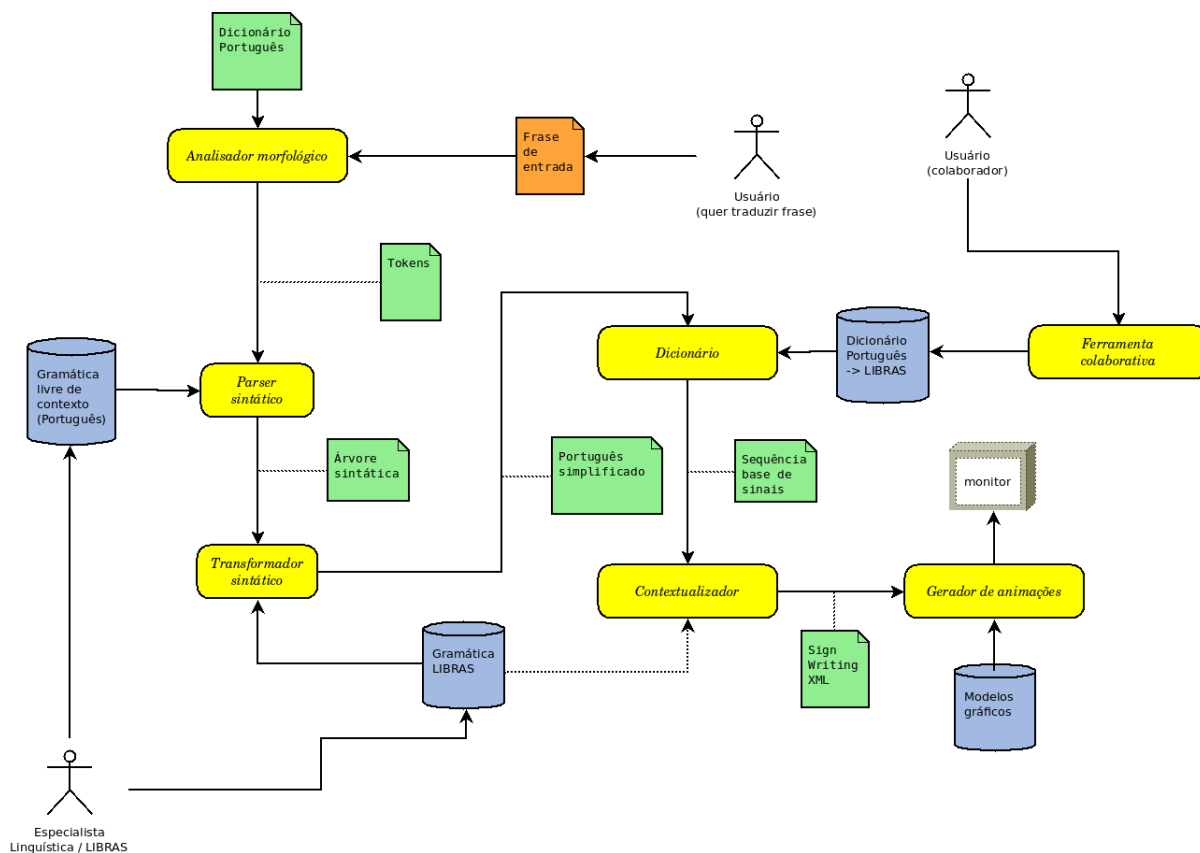 Dicionário
Português
Analisador morfológico
Frase
de
entrada
Usuário
(quer traduzir frase)
Usuário
(colaborador)
Tokens
Gramática
livre de
contexto
(Português)
Parser
sintático
Dicionário
Dicionário
Português
-> LIBRAS
Ferramenta
colaborativa
Árvore
sintática
Português
simplificado
Sequência
base de
sinais
monitor
Transformador
sintático
Contextualizador
Gerador de animações
Gramática
LIBRAS
Sign
Writing
XML
Modelos
gráficos
Especialista
Linguística / LIBRAS